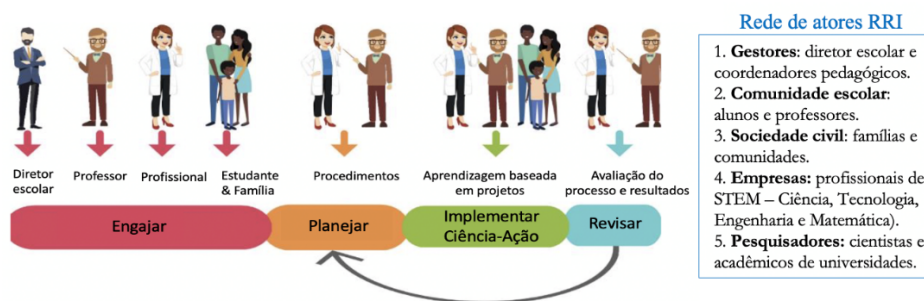 Diretor
escolar
Professor
Profissional
Estudante
& Família
Procedimentos
Aprendizagem baseada
em projetos
Avaliação do
processo e resultados
Engajar
Planejar
Implementar
Ciência-Ação
Revisar
Rede de atores RRI
1. Gestores: diretor escolar e
coordenadores pedagógicos.
2. Comunidade escolar:
alunos e professores.
3. Sociedade civil: famílias e
comunidades.
4. Empresas: profissionais de
STEM – Ciência, Tecnologia,
Engenharia e Matemática).
5. Pesquisadores: cientistas e
acadêmicos de universidades.